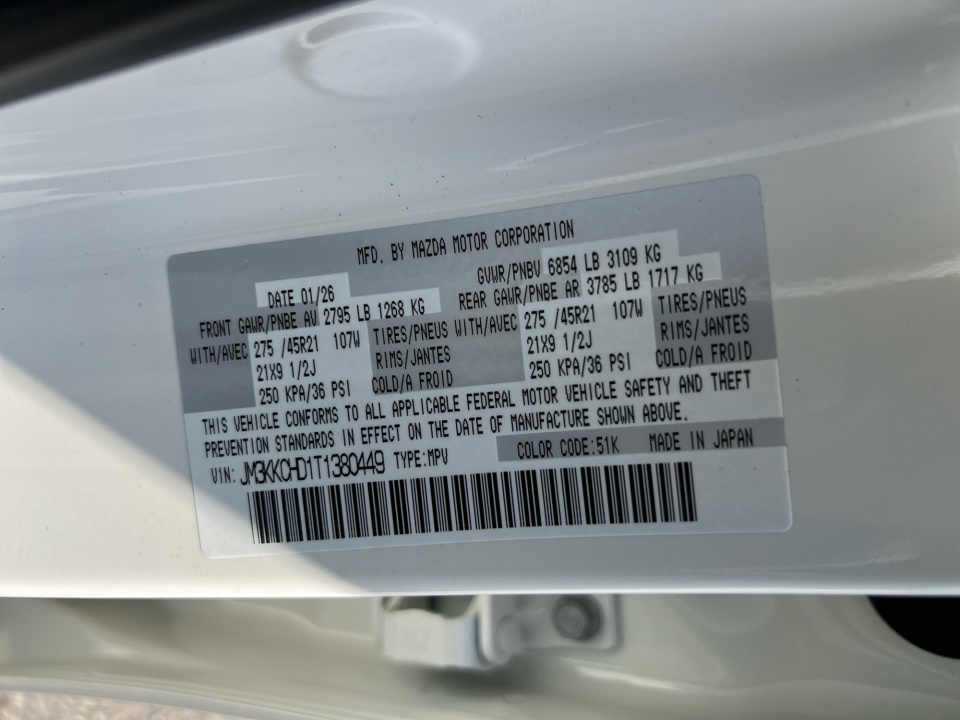 MFD. BY MAZDA MOTOR CORPORATION
DATE 01/26 GVWR/PNBV 6854 LB 3109 KG
FRONT GAWR/PNBE AV 2795 LB 1268 KG REAR GAWR/PNBE AR 3785 LB 1717 KG
WITH/AVEC 275 /45R21 107W TIRES/PNEUS WITH/AVEC 275 /45R21 107W TIRES/PNEUS
21X9 1/2J RIMS/JANTES 21X9 1/2J RIMS/JANTES
250 KPA/36 PSI COLD/A FROID 250 KPA/36 PSI COLD/A FROID
THIS VEHICLE CONFORMS TO ALL APPLICABLE FEDERAL MOTOR VEHICLE SAFETY AND THEFT
PREVENTION STANDARDS IN EFFECT ON THE DATE OF MANUFACTURE SHOWN ABOVE.
COLOR CODE:51K MADE IN JAPAN
VIN: JM3KKCHD1T1380449 TYPE:MPV